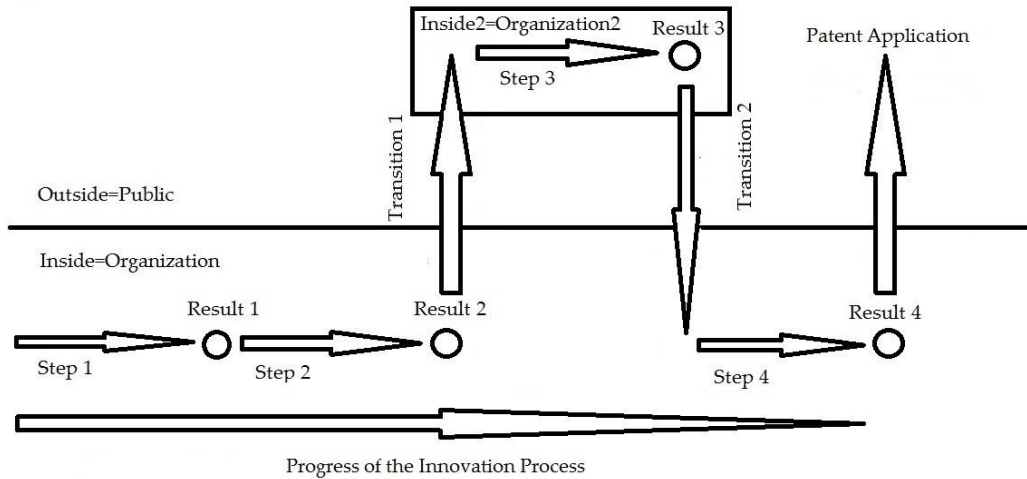 Inside2=Organization2
Result 3
Patent Application
Step 3
Transition 1
Transition 2
Outside=Public
Inside=Organization
Result 1
Result 2
Result 4
Step 1
Step 2
Step 4
Progress of the Innovation Process